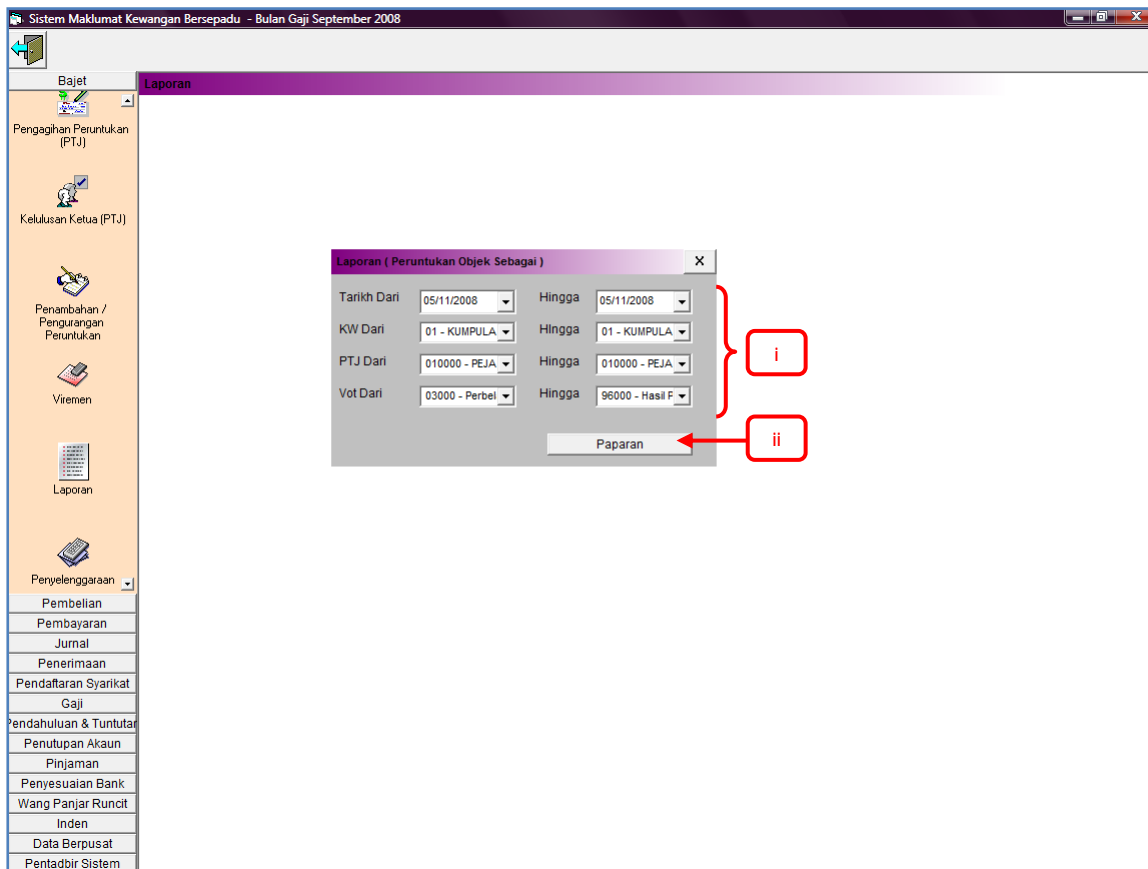 Sistem Maklumat Kewangan Bersepadu - Bulan Gaji September 2008
Bajet
Laporan
Pengagihan Peruntukan
(PTJ)
Kelulusan Ketua (PTJ)
Penambahan /
Pengurangan
Peruntukan
Viremen
Laporan
Penyelenggaraan
Pembelian
Pembayaran
Jurnal
Penerimaan
Pendaftaran Syarikat
Gaji
Pendahuluan & Tuntutan
Penutupan Akaun
Pinjaman
Penyesuaian Bank
Wang Panjar Runcit
Inden
Data Berpusat
Pentadbir Sistem
Laporan ( Peruntukan Objek Sebagai )
X
Tarikh Dari 05/11/2008 Hingga 05/11/2008
KW Dari 01 - KUMPULA HIngga 01 - KUMPULA
PTJ Dari 010000 - PEJA Hingga 010000 - PEJA
Vot Dari 03000 - Perbel Hingga 96000 - Hasil F
Paparan
i
ii